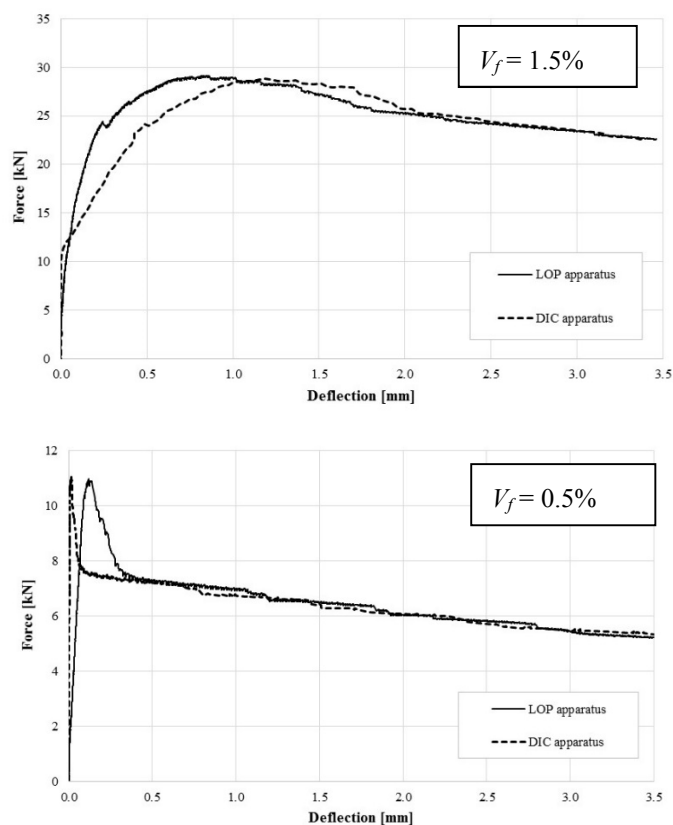 V_f = 1.5%
35
30
25
20
15
10
5
0
Force [kN]
LOP apparatus
DIC apparatus
0.0 0.5 1.0 1.5 2.0 2.5 3.0 3.5
Deflection [mm]
V_f = 0.5%
12
10
8
6
4
2
0
Force [kN]
LOP apparatus
DIC apparatus
0.0 0.5 1.0 1.5 2.0 2.5 3.0 3.5
Deflection [mm]